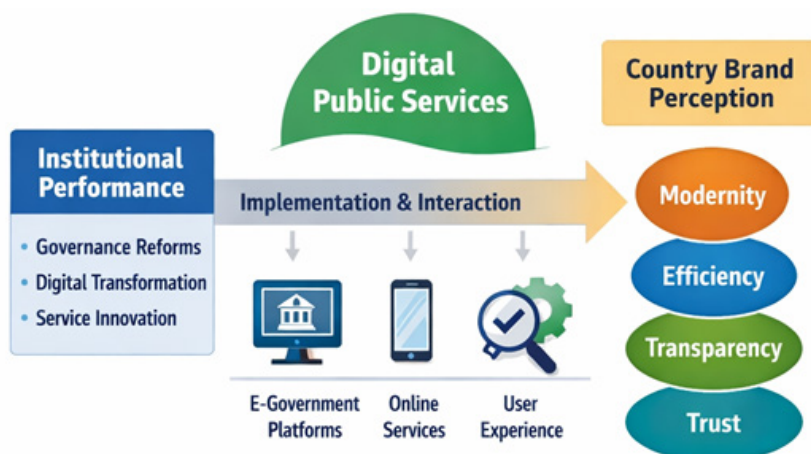 Digital
Public Services
Country Brand
Perception
Institutional
Performance
• Governance Reforms
• Digital Transformation
• Service Innovation
Implementation & Interaction
E-Government
Platforms
Online
Services
User
Experience
Modernity
Efficiency
Transparency
Trust